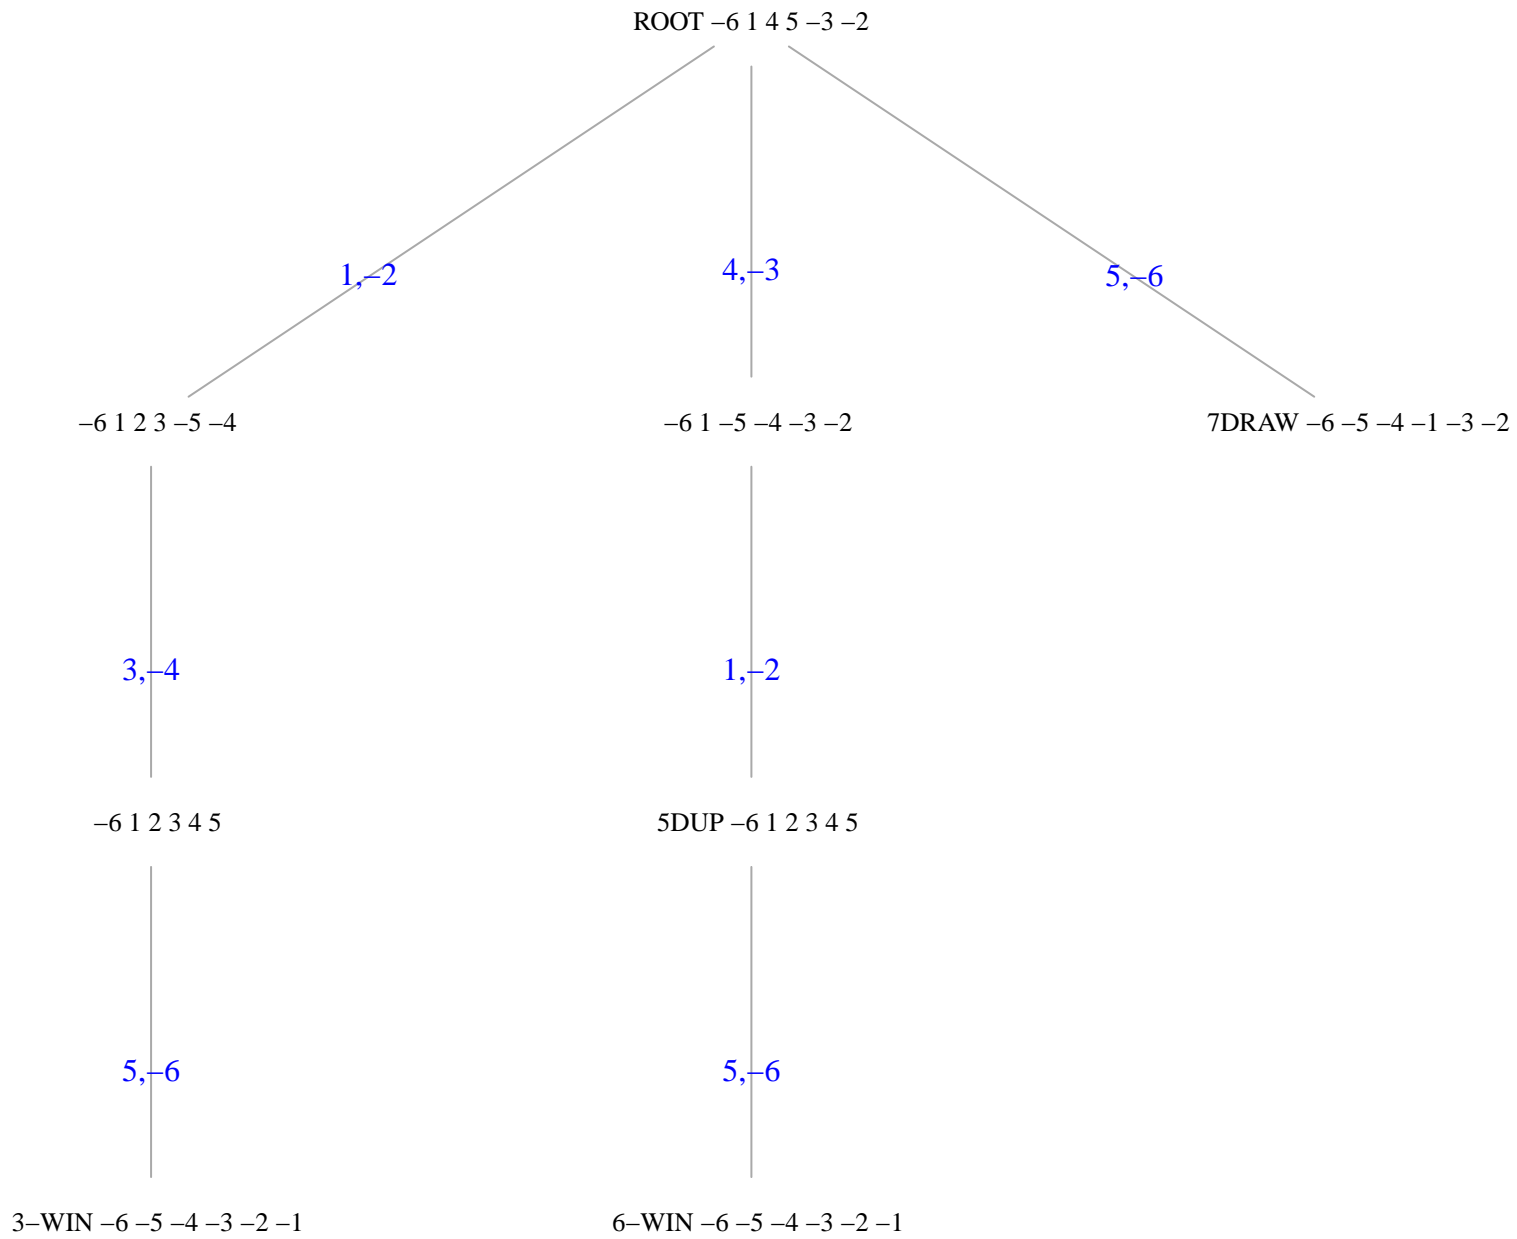 ROOT –6 1 4 5 –3 –2
1,–2
4,–3
5,–6
–6 1 2 3 –5 –4
–6 1 –5 –4 –3 –2
7DRAW –6 –5 –4 –1 –3 –2
3,–4
1,–2
–6 1 2 3 4 5
5DUP –6 1 2 3 4 5
5,–6
5,–6
3–WIN –6 –5 –4 –3 –2 –1
6–WIN –6 –5 –4 –3 –2 –1